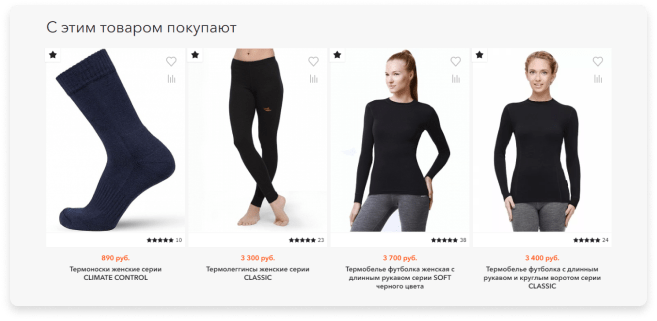 С этим товаром покупают
10
23
38
24
890 руб.
3 300 руб.
3 700 руб.
3 400 руб.
Термоноски женские серии
CLIMATE CONTROL
Термолеггинсы женские серии
CLASSIC
Термобелье футболка женская с
длинным рукавом серии SOFT
черного цвета
Термобелье футболка с длинным
рукавом и круглым воротом серии
CLASSIC